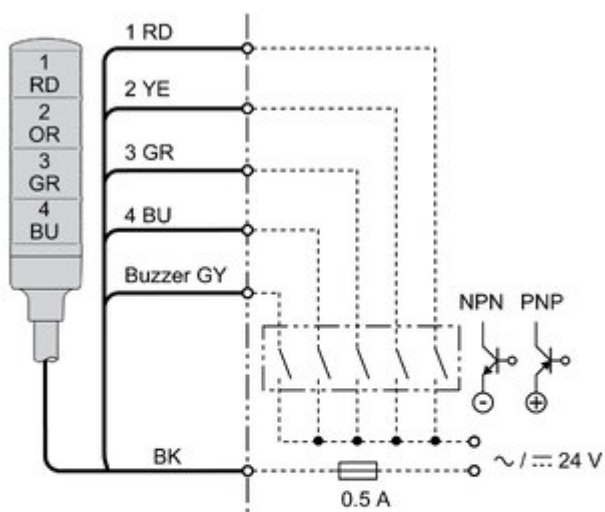 1
RD
2
OR
3
GR
4
BU
1 RD
2 YE
3 GR
4 BU
Buzzer GY
BK
NPN PNP
- +
~ / ⎓ 24 V
0.5 A